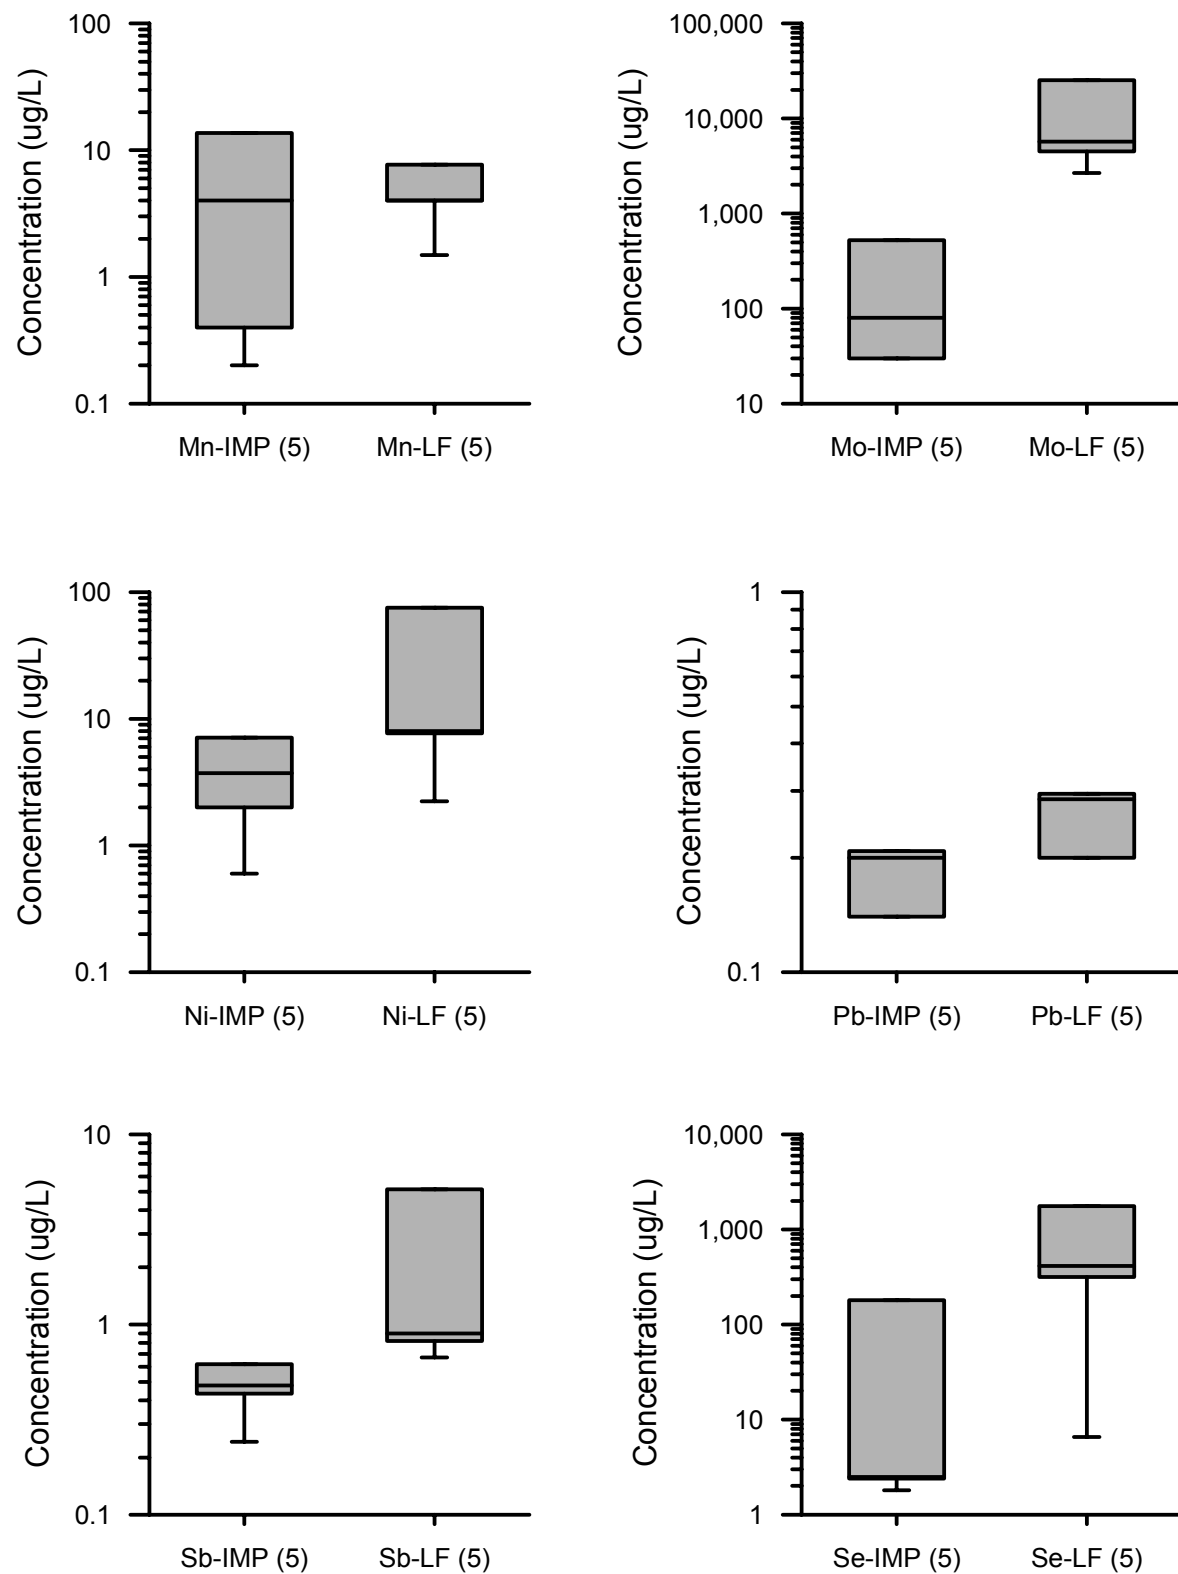 Concentration (ug/L)
100
10
1
0.1
Mn-IMP (5) Mn-LF (5)
Concentration (ug/L)
100,000
10,000
1,000
100
10
Mo-IMP (5) Mo-LF (5)
Concentration (ug/L)
100
10
1
0.1
Ni-IMP (5) Ni-LF (5)
Concentration (ug/L)
1
0.1
Pb-IMP (5) Pb-LF (5)
Concentration (ug/L)
10
1
0.1
Sb-IMP (5) Sb-LF (5)
Concentration (ug/L)
10,000
1,000
100
10
1
Se-IMP (5) Se-LF (5)